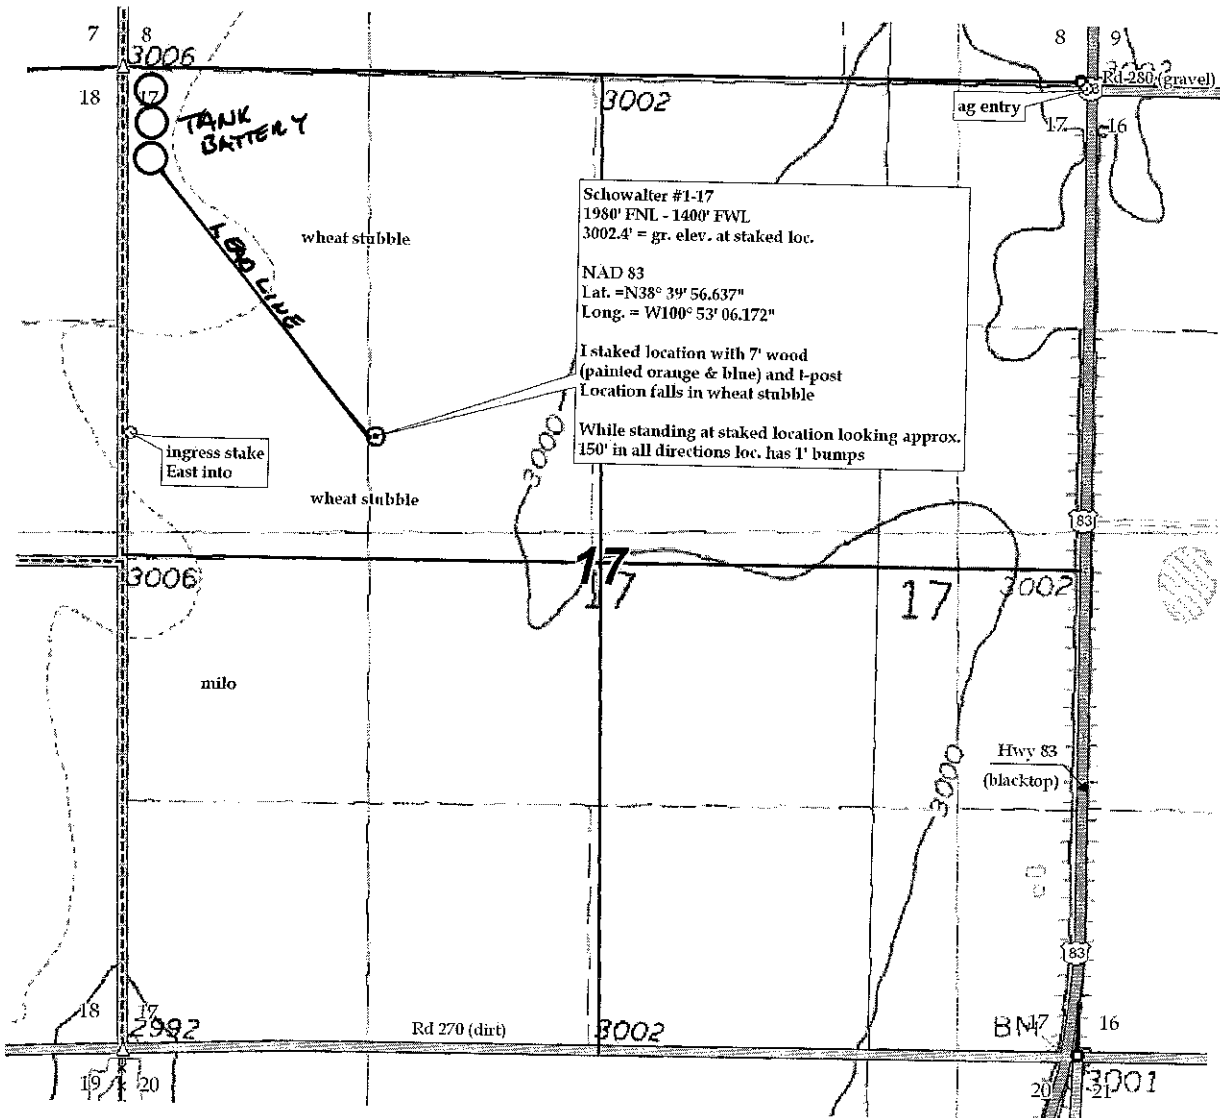 7 8
3006
8 9
3002
Rd 280 (gravel)
18 17
TANK
BATTERY
3002
ag entry
83
17 16
Schowalter #1-17
1980' FNL - 1400' FWL
3002.4' = gr. elev. at staked loc.
NAD 83
Lat. =N38° 39' 56.637"
Long. = W100° 53' 06.172"
I staked location with 7' wood
(painted orange & blue) and t-post
Location falls in wheat stubble
While standing at staked location looking approx.
150' in all directions loc. has 1' bumps
wheat stubble
LEAD LINE
ingress stake
East into
3000
wheat stubble
83
17
17
17
3006
3002
milo
3000
Hwy 83
(blacktop)
83
18 17
2992
Rd 270 (dirt)
3002
BM
17 16
19 20
20 21
3001